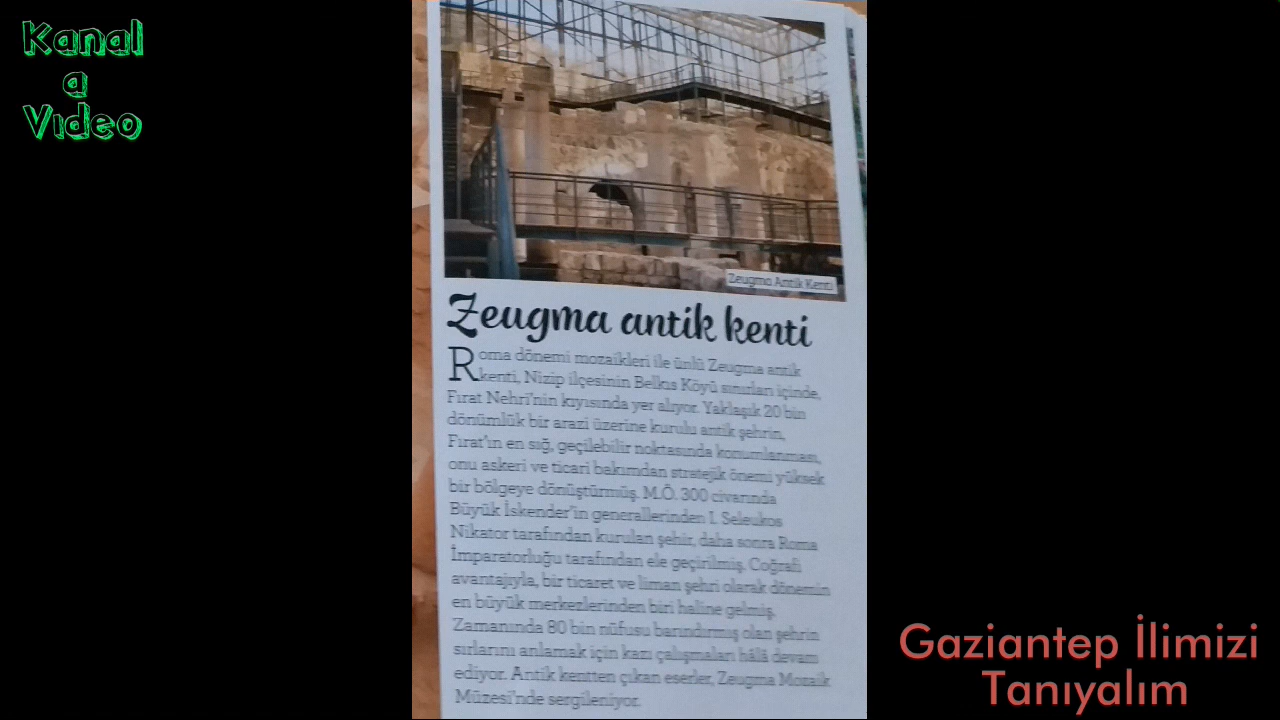 Kanal
a
Video
Zeugma Antik Kenti
Zeugma antik kenti
Roma dönemi mozaikleri ile ünlü Zeugma antik
kenti, Nizip ilçesinin Belkıs Köyü sınırları içinde,
Fırat Nehri'nin kıyısında yer alıyor. Yaklaşık 20 bin
dönümlük bir arazi üzerine kurulu antik şehrin,
Fırat'ın en sığ, geçilebilir noktasında konumlanması,
onu askeri ve ticari bakımdan stratejik önemi yüksek
bir bölgeye dönüştürmüş. M.Ö. 300 civarında
Büyük İskender'in generallerinden I. Seleukos
Nikator tarafından kurulan şehir, daha sonra Roma
İmparatorluğu tarafından ele geçirilmiş. Coğrafi
avantajıyla, bir ticaret ve liman şehri olarak dönemin
en büyük merkezlerinden biri haline gelmiş.
Zamanında 80 bin nüfusu barındırmış olan şehrin
sırlarını anlamak için kazı çalışmaları hâlâ devam
ediyor. Antik kentten çıkan eserler, Zeugma Mozaik
Müzesi'nde sergileniyor.
Gaziantep İlimizi
Tanıyalım